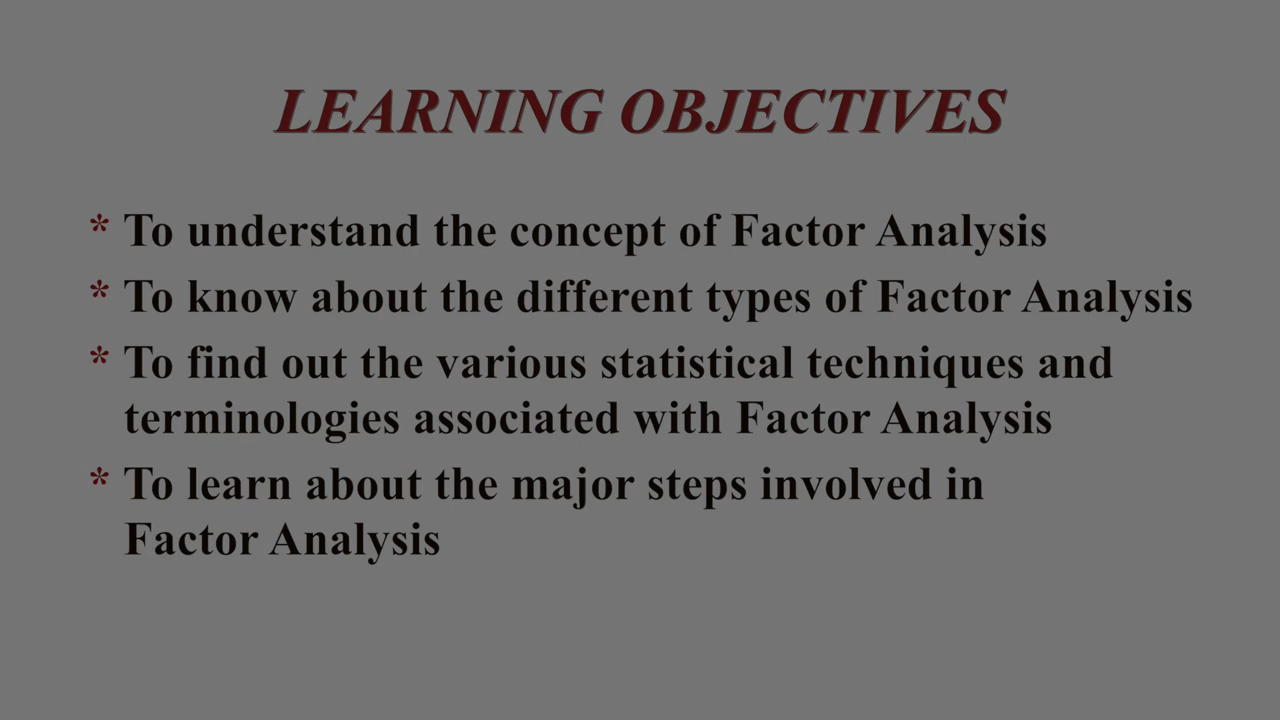 LEARNING OBJECTIVES
* To understand the concept of Factor Analysis
* To know about the different types of Factor Analysis
* To find out the various statistical techniques and
terminologies associated with Factor Analysis
* To learn about the major steps involved in
Factor Analysis